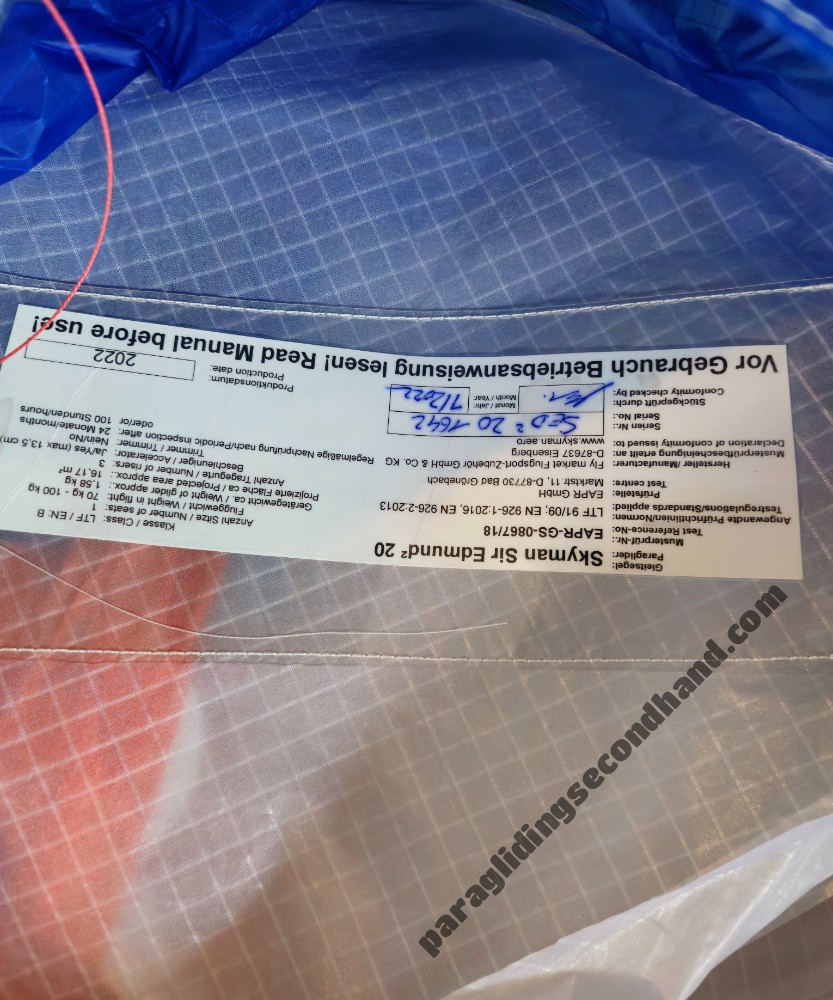 Gleitsegel:
Paraglider: Skyman Sir Edmund² 20
Musterprüf-Nr.:
Test Reference-No: EAPR-GS-0867/18
Angewandte Prüfrichtlinien/Normen:
Testregulations/Standards applied: LTF 91/09; EN 926-1:2016, EN 926-2:2013
Prüfstelle: EAPR GmbH
Test centre: Marktstr 11, D-87730 Bad Grönebach
Hersteller /Manufacturer: Fly market Flugsport-Zubehör GmbH & Co. KG
Musterprüfbescheinigung erteilt an: D-87637 Eisenberg
Declaration of conformity issued to: www.skyman.aero
Serien Nr.:
Serial No.: SED² 20 1642
Stückgeprüft durch:
Conformity checked by:
Monat / Jahr:
Month / Year: 7/2022
Klasse / Class: LTF / EN: B
Anzahl Sitze / Number or seats: 1
Fluggewicht / Weight in flight: 70 kg - 100 kg
Gerätegewicht ca. / Weight of glider approx.: 1.58 kg
Projizierte Fläche ca / Projected area approx.: 16.17 m²
Anzahl Tragegurte / Number of risers: 3
Beschleuniger / Accelerator: Ja/Yes (max 13,5 cm)
Trimmer / Trimmer: Nein/No
Regelmäßige Nachprüfung nach/Periodic inspection after: 24 Monate/months
oder/or 100 Stunden/hours
Produktionsdatum:
Production date: 2022
Vor Gebrauch Betriebsanweisung lesen! Read Manual before use!
paraglidingsecondhand.com